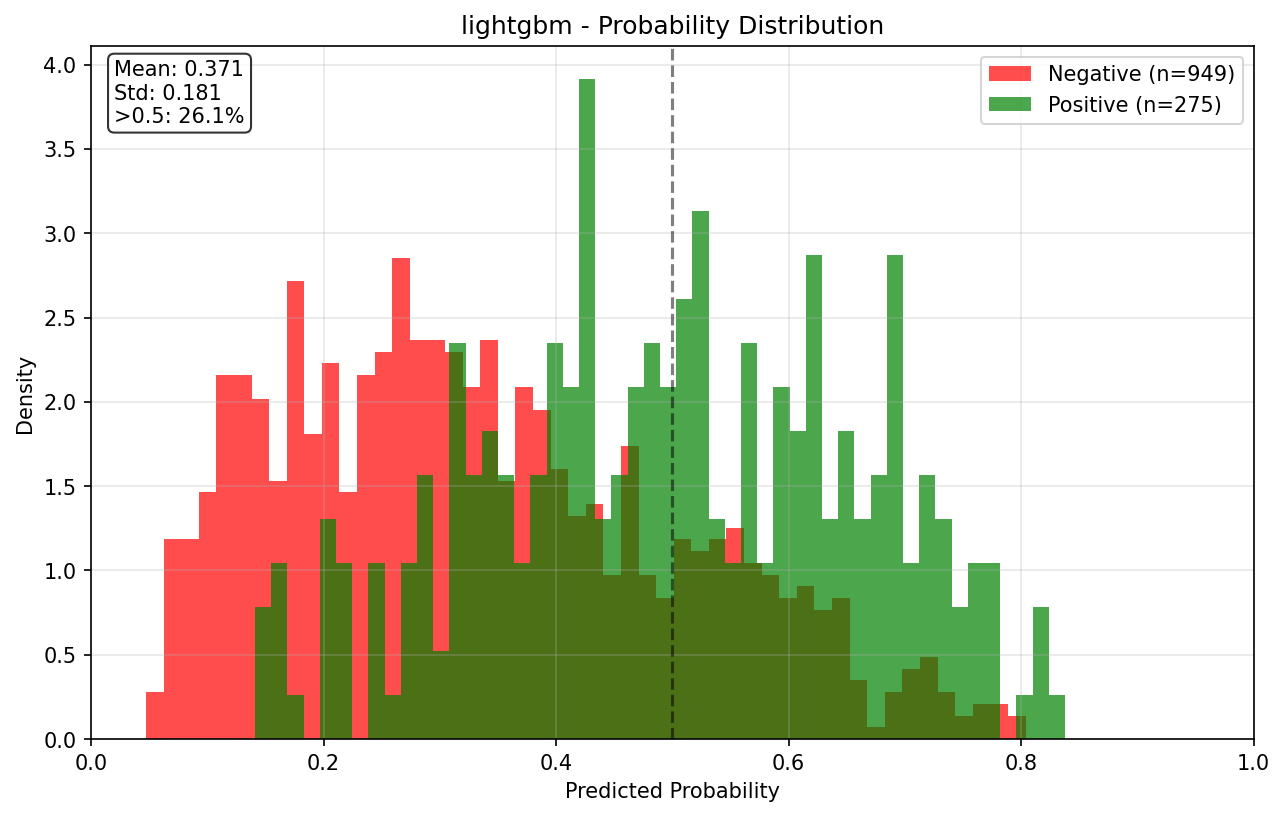 lightgbm - Probability Distribution
Mean: 0.371
Std: 0.181
>0.5: 26.1%
Negative (n=949)
Positive (n=275)
4.0
3.5
3.0
2.5
2.0
1.5
1.0
0.5
0.0
Density
0.0 0.2 0.4 0.6 0.8 1.0
Predicted Probability